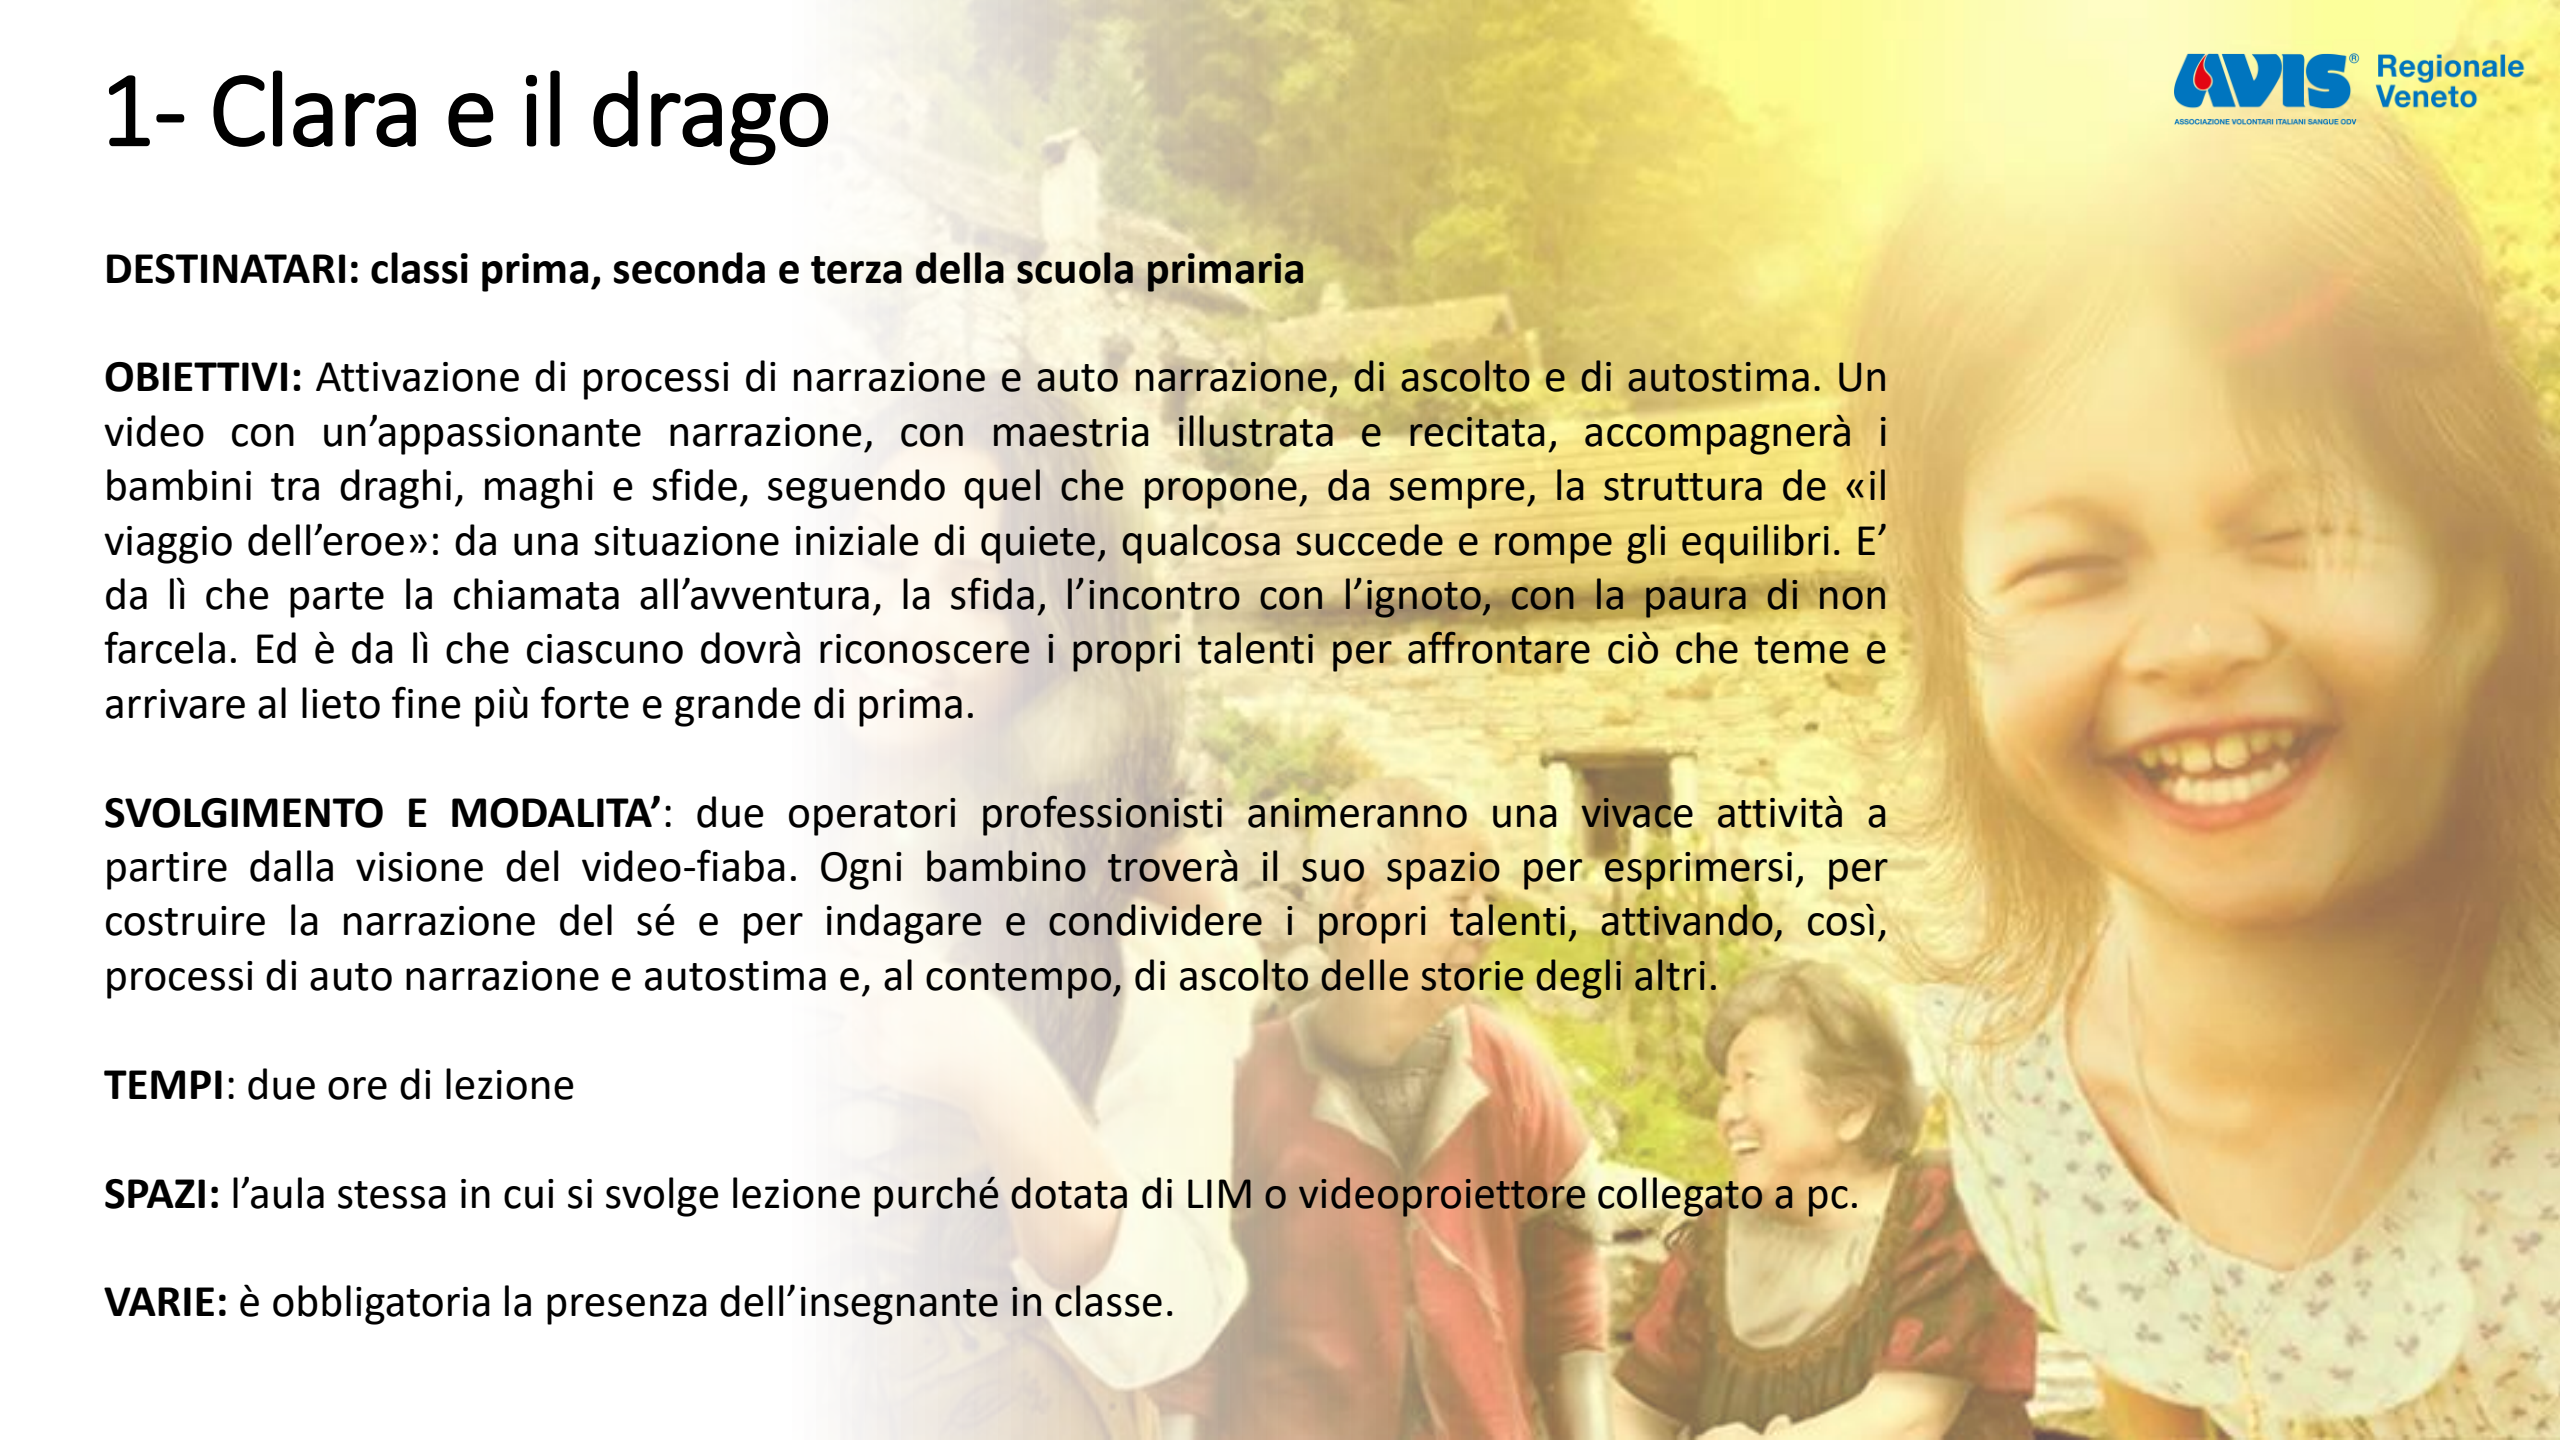 1- Clara e il drago
AVIS®
Regionale
Veneto
ASSOCIAZIONE VOLONTARI ITALIANI SANGUE ODV
DESTINATARI: classi prima, seconda e terza della scuola primaria
OBIETTIVI: Attivazione di processi di narrazione e auto narrazione, di ascolto e di autostima. Un
video con un’appassionante narrazione, con maestria illustrata e recitata, accompagnerà i
bambini tra draghi, maghi e sfide, seguendo quel che propone, da sempre, la struttura de «il
viaggio dell’eroe»: da una situazione iniziale di quiete, qualcosa succede e rompe gli equilibri. E’
da lì che parte la chiamata all’avventura, la sfida, l’incontro con l’ignoto, con la paura di non
farcela. Ed è da lì che ciascuno dovrà riconoscere i propri talenti per affrontare ciò che teme e
arrivare al lieto fine più forte e grande di prima.
SVOLGIMENTO E MODALITA’: due operatori professionisti animeranno una vivace attività a
partire dalla visione del video-fiaba. Ogni bambino troverà il suo spazio per esprimersi, per
costruire la narrazione del sé e per indagare e condividere i propri talenti, attivando, così,
processi di auto narrazione e autostima e, al contempo, di ascolto delle storie degli altri.
TEMPI: due ore di lezione
SPAZI: l’aula stessa in cui si svolge lezione purché dotata di LIM o videoproiettore collegato a pc.
VARIE: è obbligatoria la presenza dell’insegnante in classe.